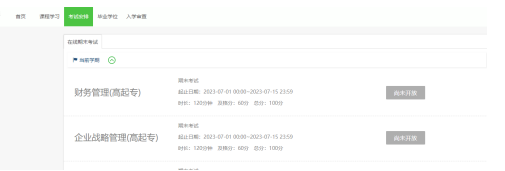 首页 课程学习 考试安排 毕业学位 入学审查
在线期末考试
当前学期
期末考试
财务管理(高起专)
起止日期: 2023-07-01 00:00~2023-07-15 23:59
尚未开放
时长: 120分钟 及格分: 60分 总分: 100分
期末考试
企业战略管理(高起专)
起止日期: 2023-07-01 00:00~2023-07-15 23:59
尚未开放
时长: 120分钟 及格分: 60分 总分: 100分